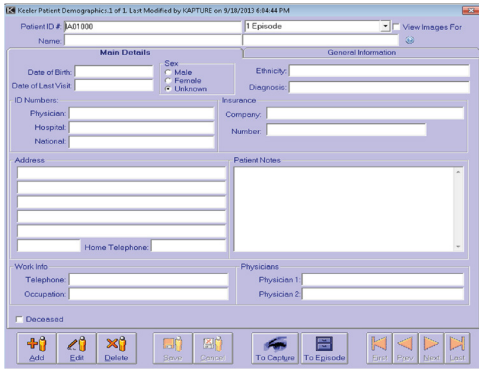 Keeler Patient Demographics.1 of 1. Last Modified by KAPTURE on 9/18/2013 6:04:44 PM
Patient ID #: IA01000 1 Episode View Images For
Name:
Main Details General Information
Date of Birth: Sex Male Female Unknown Ethnicity:
Date of Last Visit: Diagnosis:
ID Numbers: Insurance
Physician: Company:
Hospital: Number:
National:
Address Patient Notes
Home Telephone:
Work Info Physicians
Telephone: Physician 1:
Occupation: Physician 2:
Deceased
Add Edit Delete Save Cancel To Capture To Episode First Prev Next Last